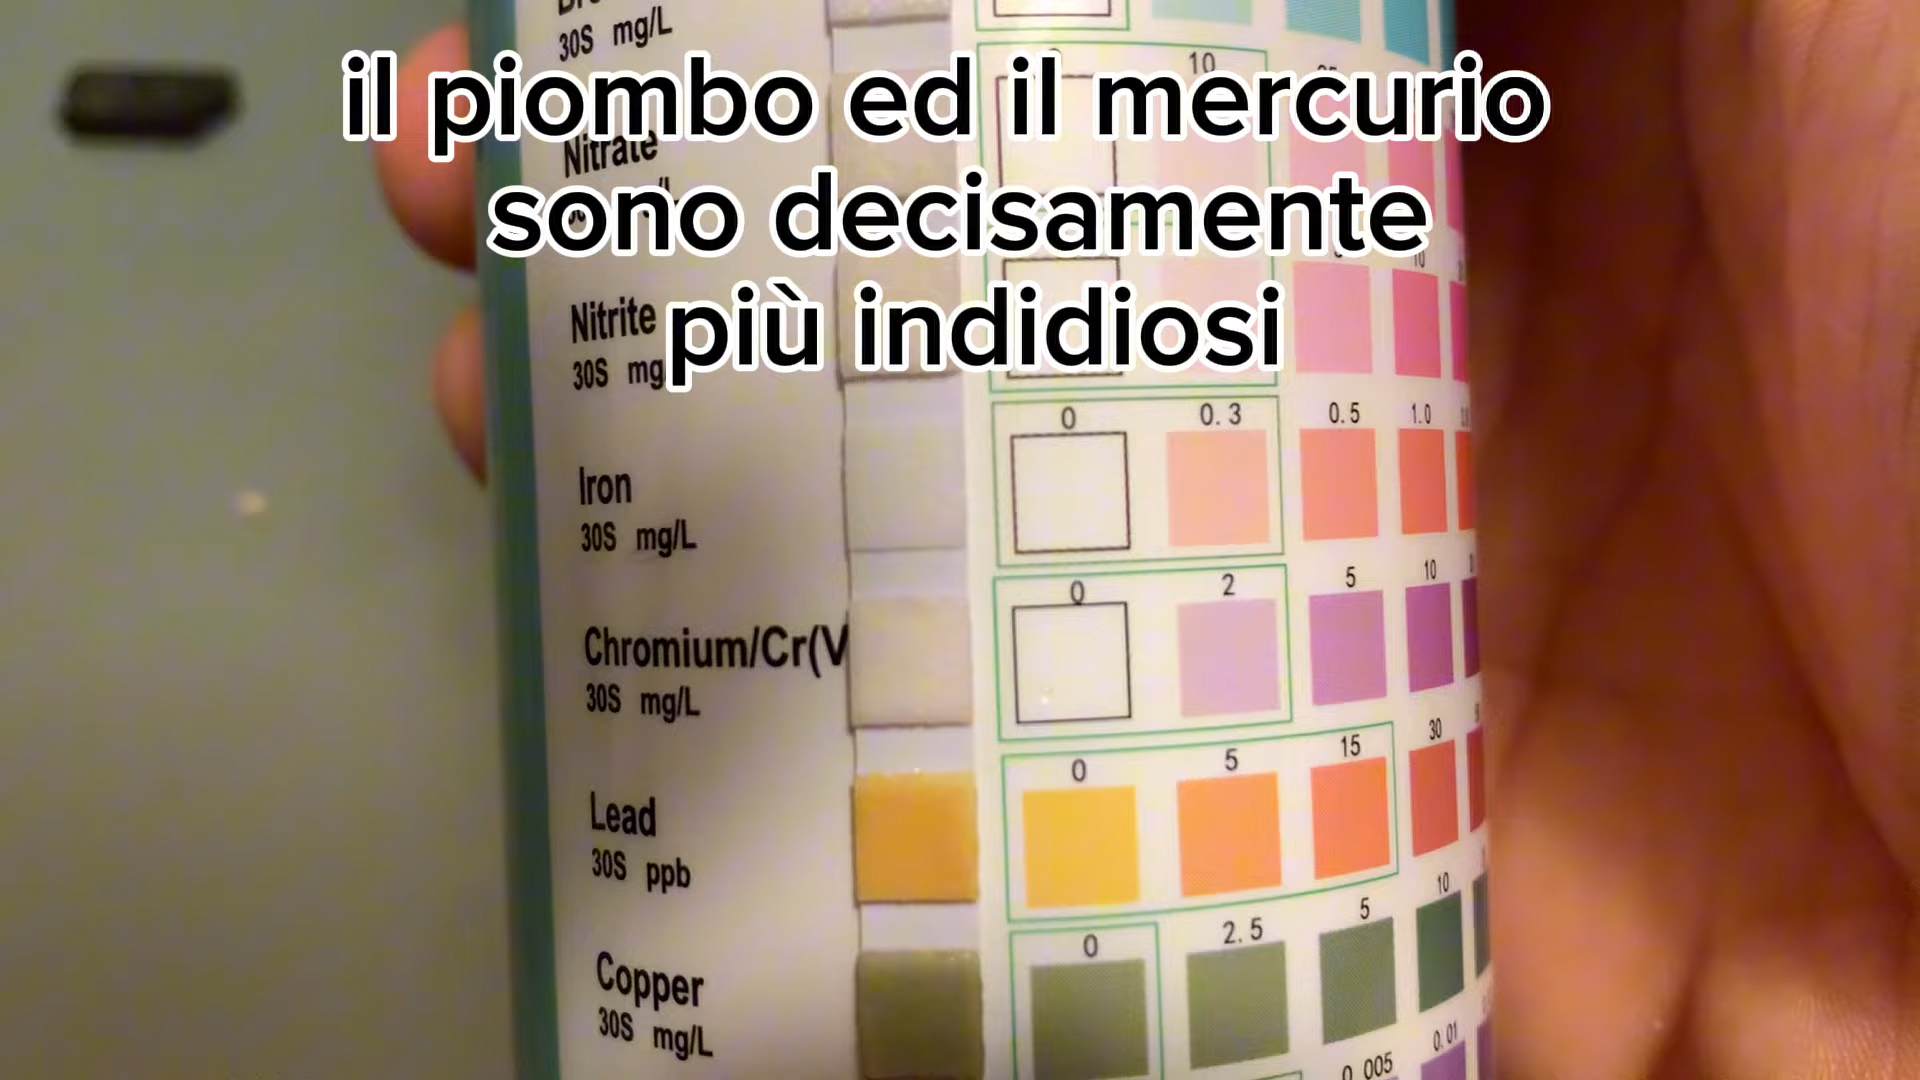 30S mg/L
il piombo ed il mercurio
sono decisamente
più indidiosi
10
Nitrate
Nitrite
30S mg
10
Iron
30S mg/L
0 0.3 0.5 1.0
Chromium/Cr(V
30S mg/L
0 2 5 10
Lead
30S ppb
0 5 15 30
Copper
30S mg/L
0 2.5 5 10
0.005 0.01